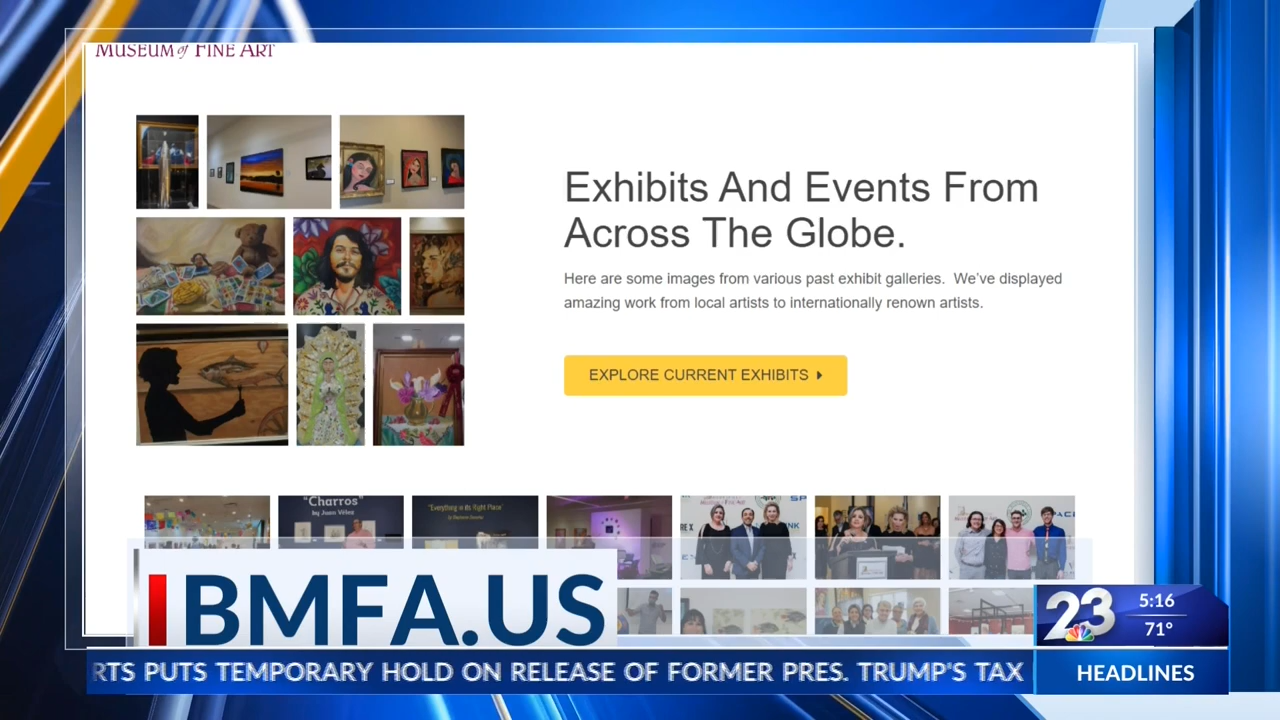 MUSEUM of FINE ART
Exhibits And Events From
Across The Globe.
Here are some images from various past exhibit galleries. We've displayed
amazing work from local artists to internationally renown artists.
EXPLORE CURRENT EXHIBITS
"Charros"
by Juan Vélez
"Everything in its Right Place"
BMFA.US
23
5:16
71°
RTS PUTS TEMPORARY HOLD ON RELEASE OF FORMER PRES. TRUMP'S TAX
HEADLINES